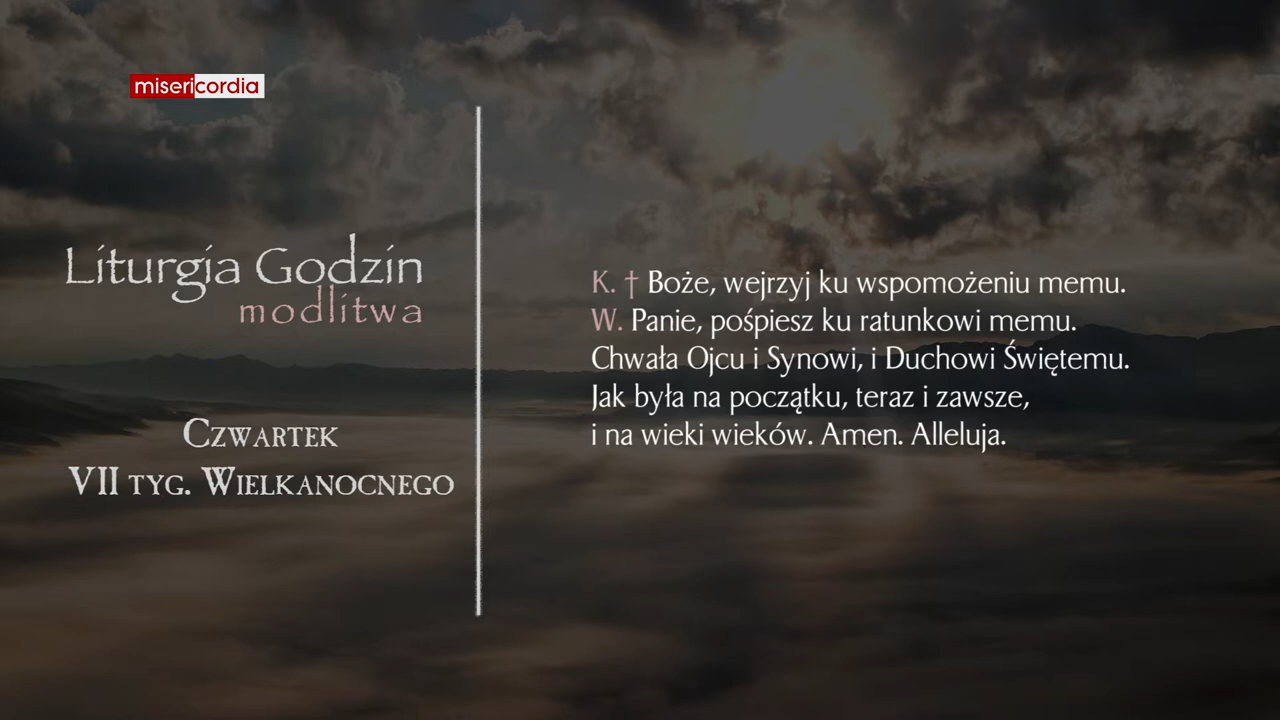 misericordia
Liturgia Godzin
modlitwa
Czwartek
VII tyg. Wielkanocnego
K. † Boże, wejrzyj ku wspomożeniu memu.
W. Panie, pośpiesz ku ratunkowi memu.
Chwała Ojcu i Synowi, i Duchowi Świętemu.
Jak była na początku, teraz i zawsze,
i na wieki wieków. Amen. Alleluja.